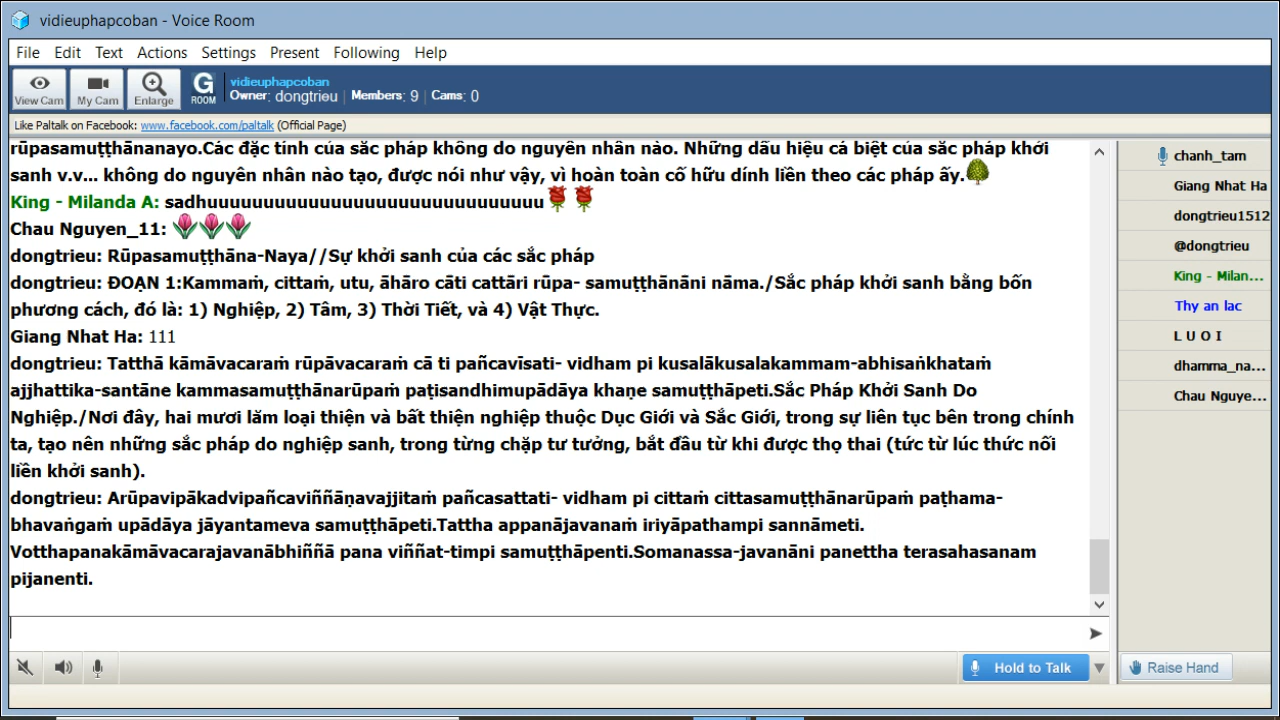 vidieuphapcoban - Voice Room
File Edit Text Actions Settings Present Following Help
View Cam My Cam Enlarge G ROOM
vidieuphapcoban
Owner: dongtrieu | Members: 9 | Cams: 0
Like Paltalk on Facebook: www.facebook.com/paltalk (Official Page)
rūpasamuṭṭhānanayo.Các đặc tính của sắc pháp không do nguyên nhân nào. Những dấu hiệu cá biệt của sắc pháp khởi
sanh v.v... không do nguyên nhân nào tạo, được nói như vậy, vì hoàn toàn cố hữu dính liền theo các pháp ấy.
King - Milanda A: sadhuuuuuuuuuuuuuuuuuuuuuuuuuuuuuu
Chau Nguyen_11:
dongtrieu: Rūpasamuṭṭhāna-Naya//Sự khởi sanh của các sắc pháp
dongtrieu: ĐOẠN 1:Kammaṁ, cittaṁ, utu, āhāro cāti cattāri rūpa- samuṭṭhānāni nāma./Sắc pháp khởi sanh bằng bốn
phương cách, đó là: 1) Nghiệp, 2) Tâm, 3) Thời Tiết, và 4) Vật Thực.
Giang Nhat Ha: 111
dongtrieu: Tatthā kāmāvacaraṁ rūpāvacaraṁ cā ti pañcavīsati- vidham pi kusalākusalakammam-abhisaṅkhataṁ
ajjhattika-santāne kammasamuṭṭhānarūpaṁ paṭisandhimupādāya khaṇe samuṭṭhāpeti.Sắc Pháp Khởi Sanh Do
Nghiệp./Nơi đây, hai mươi lăm loại thiện và bất thiện nghiệp thuộc Dục Giới và Sắc Giới, trong sự liên tục bên trong chính
ta, tạo nên những sắc pháp do nghiệp sanh, trong từng chặp tư tưởng, bắt đầu từ khi được thọ thai (tức từ lúc thức nối
liền khởi sanh).
dongtrieu: Arūpavipākadvipañcaviññāṇavajjitaṁ pañcasattati- vidham pi cittaṁ cittasamuṭṭhānarūpaṁ paṭhama-
bhavaṅgaṁ upādāya jāyantameva samuṭṭhāpeti.Tattha appanājavanaṁ iriyāpathampi sannāmeti.
Votthapanakāmāvacarajavanābhiññā pana viññat-timpi samuṭṭhāpenti.Somanassa-javanāni panettha terasahasanam
pijanenti.
chanh_tam
Giang Nhat Ha
dongtrieu1512
@dongtrieu
King - Milan...
Thy an lac
L U O I
dhamma_na...
Chau Nguye...
Hold to Talk
Raise Hand